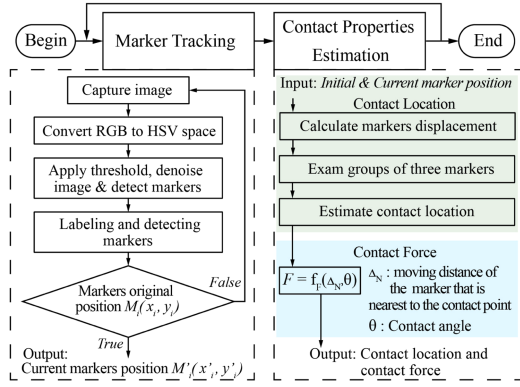 Begin
Marker Tracking
Contact Properties
Estimation
End
Capture image
Convert RGB to HSV space
Apply threshold, denoise
image & detect markers
Labeling and detecting
markers
Markers original
position Mᵢ(xᵢ, yᵢ)
False
True
Output:
Current markers position M'ᵢ(x'ᵢ, y'ᵢ)
Input: Initial & Current marker position
Contact Location
Calculate markers displacement
Exam groups of three markers
Estimate contact location
Contact Force
F = f_F(Δ_N,θ)
Δ_N : moving distance of
the marker that is
nearest to the contact point
θ : Contact angle
Output: Contact location and
contact force